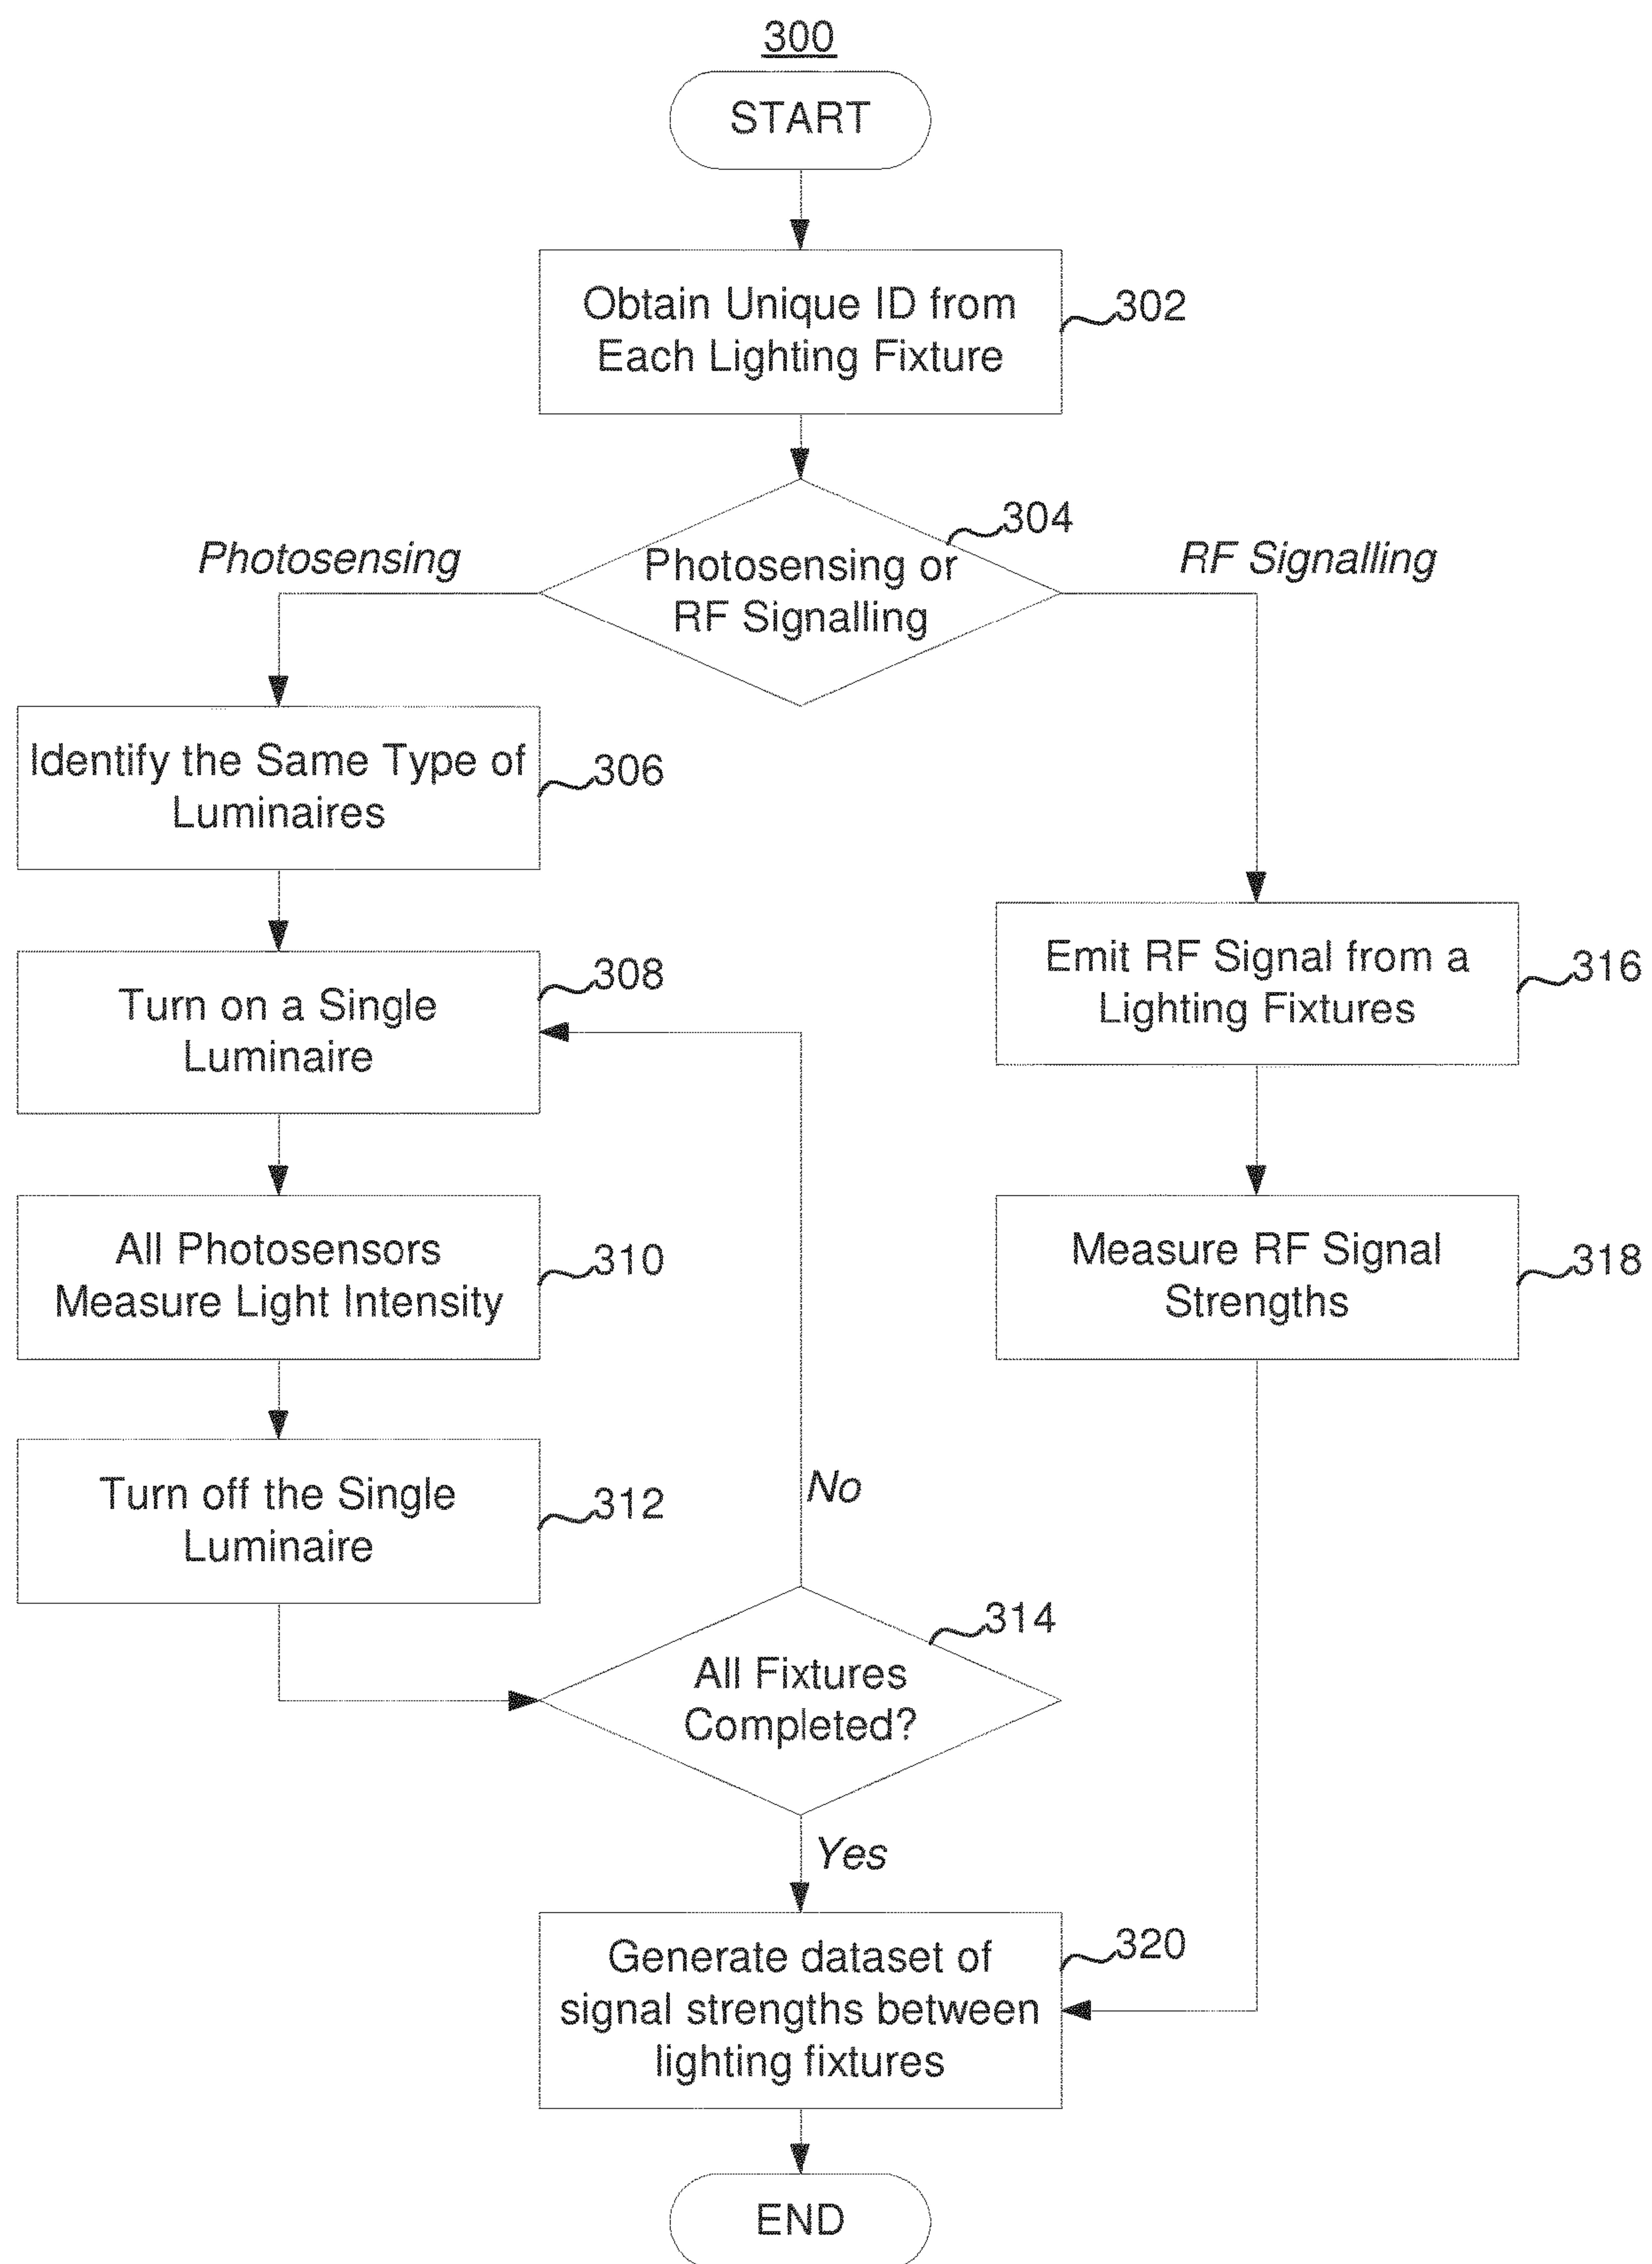 300
START
Obtain Unique ID from
Each Lighting Fixture
302
304
Photosensing
Photosensing or
RF Signalling
RF Signalling
Identify the Same Type of
Luminaires
306
Turn on a Single
Luminaire
308
Emit RF Signal from a
Lighting Fixtures
316
All Photosensors
Measure Light Intensity
310
Measure RF Signal
Strengths
318
Turn off the Single
Luminaire
312
No
314
All Fixtures
Completed?
Yes
Generate dataset of
signal strengths between
lighting fixtures
320
END